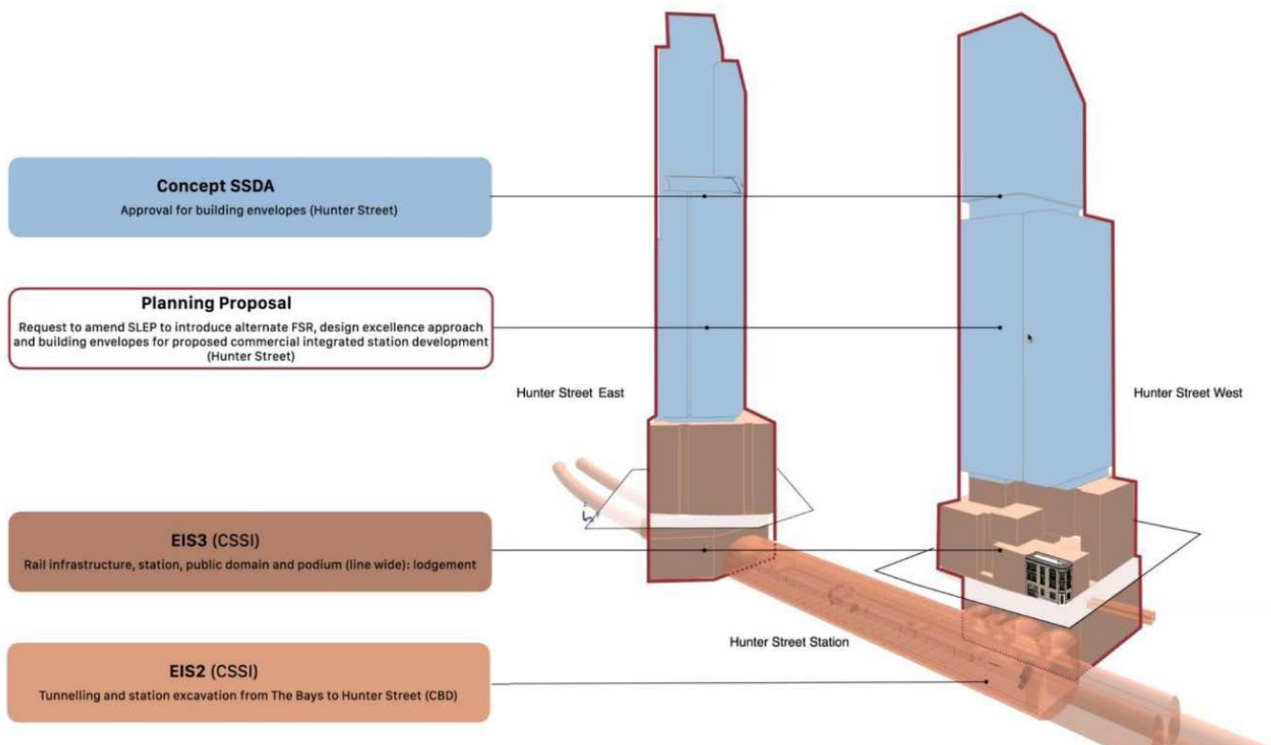 Concept SSDA
Approval for building envelopes (Hunter Street)
Planning Proposal
Request to amend SLEP to introduce alternate FSR, design excellence approach
and building envelopes for proposed commercial integrated station development
(Hunter Street)
Hunter Street East
Hunter Street West
EIS3 (CSSI)
Rail infrastructure, station, public domain and podium (line wide): lodgement
Hunter Street Station
EIS2 (CSSI)
Tunnelling and station excavation from The Bays to Hunter Street (CBD)